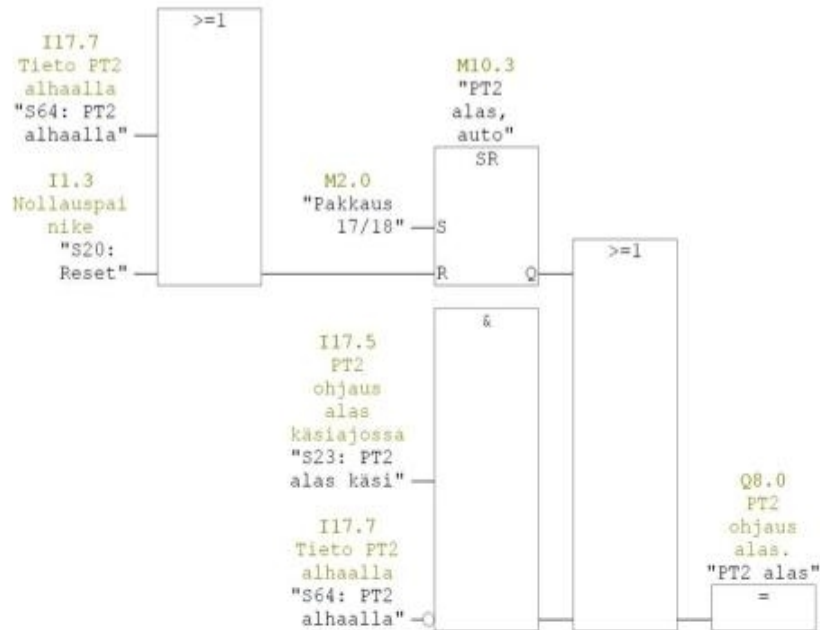 >=1
I17.7
Tieto PT2
alhaalla
"S64: PT2
alhaalla"
I1.3
Nollauspai
nike
"S20:
Reset"
M10.3
"PT2
alas,
auto"
SR
M2.0
"Pakkaus
17/18"
S
R
Q
>=1
&
I17.5
PT2
ohjaus
alas
käsiajossa
"S23: PT2
alas käsi"
I17.7
Tieto PT2
alhaalla
"S64: PT2
alhaalla"
Q8.0
PT2
ohjaus
alas.
"PT2 alas"
=